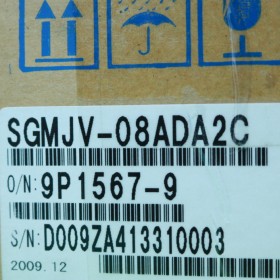 SGMJV-08ADA2C
O/N: 9P1567-9
S/N: D009ZA413310003
2009.12